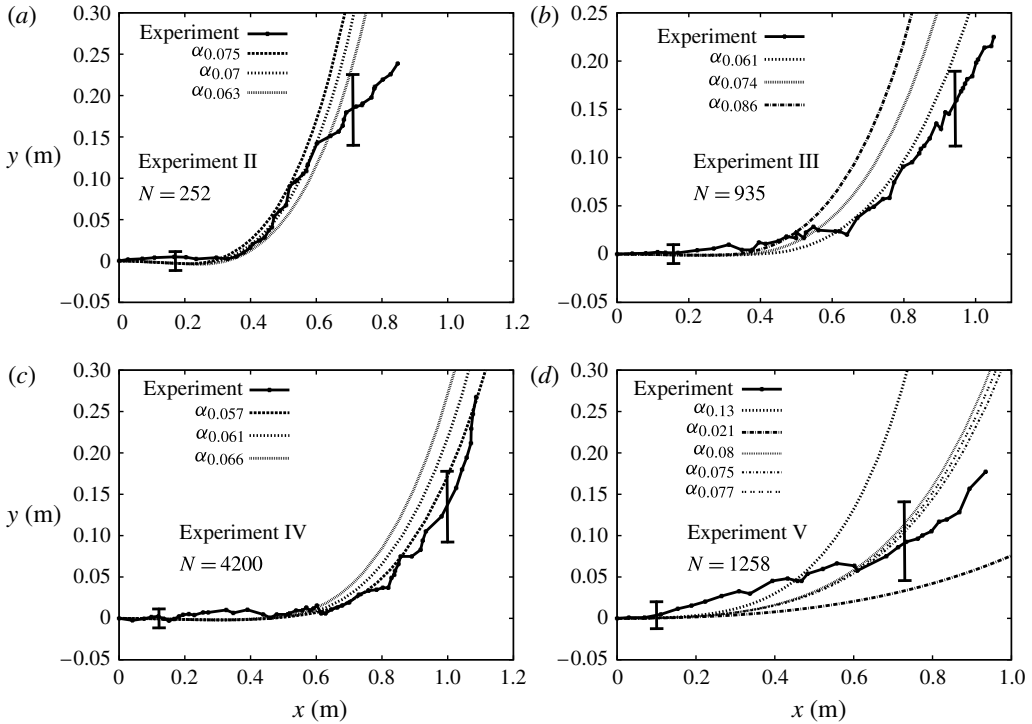 (a)
0.30
0.25
0.20
0.15
0.10
0.05
0
−0.05
y (m)
Experiment
α0.075
α0.07
α0.063
Experiment II
N = 252
0 0.2 0.4 0.6 0.8 1.0 1.2
(b)
0.25
0.20
0.15
0.10
0.05
0
−0.05
Experiment
α0.061
α0.074
α0.086
Experiment III
N = 935
0 0.2 0.4 0.6 0.8 1.0
(c)
0.30
0.25
0.20
0.15
0.10
0.05
0
−0.05
y (m)
Experiment
α0.057
α0.061
α0.066
Experiment IV
N = 4200
0 0.2 0.4 0.6 0.8 1.0 1.2
x (m)
(d)
0.30
0.25
0.20
0.15
0.10
0.05
0
−0.05
Experiment
α0.13
α0.021
α0.08
α0.075
α0.077
Experiment V
N = 1258
0 0.2 0.4 0.6 0.8 1.0
x (m)